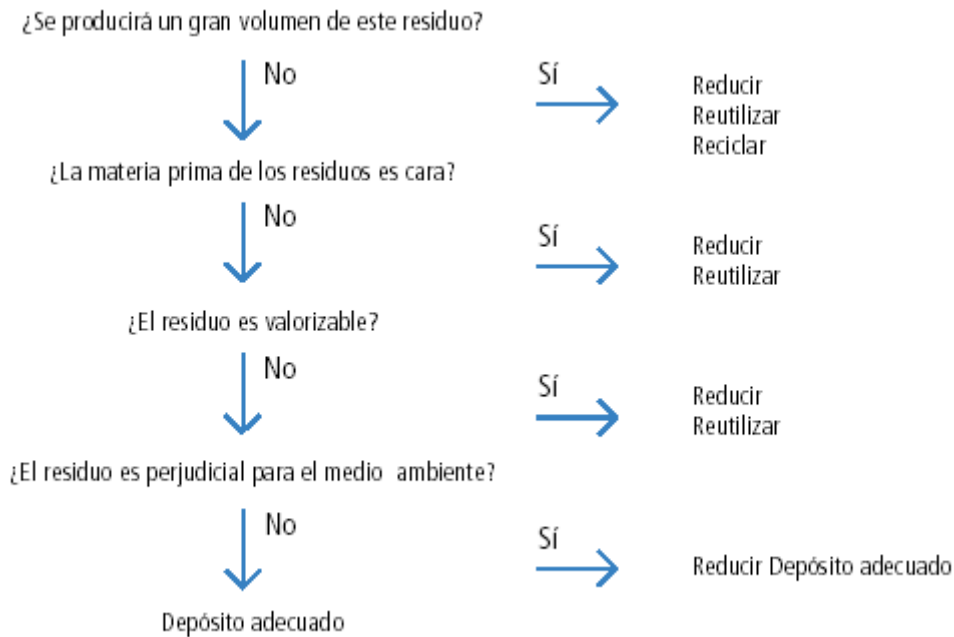 ¿Se producirá un gran volumen de este residuo?
No
Sí
Reducir
Reutilizar
Reciclar
¿La materia prima de los residuos es cara?
No
Sí
Reducir
Reutilizar
¿El residuo es valorizable?
No
Sí
Reducir
Reutilizar
¿El residuo es perjudicial para el medio ambiente?
No
Sí
Reducir Depósito adecuado
Depósito adecuado